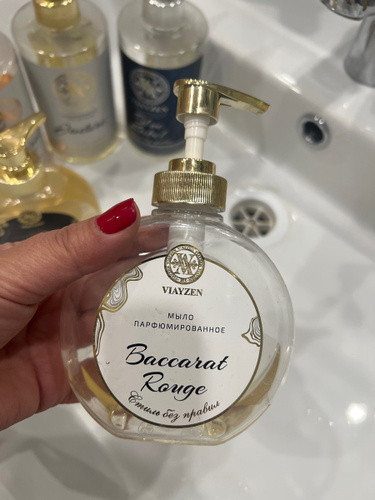 VIAYZEN
МЫЛО
ПАРФЮМИРОВАННОЕ
Baccarat
Rouge
Стиль без правил